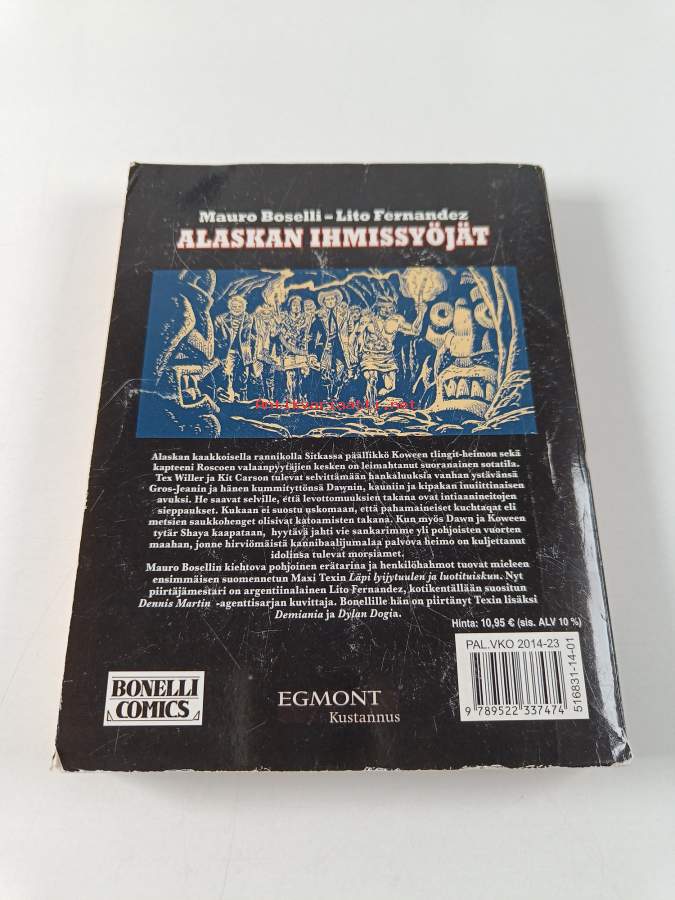 Mauro Boselli – Lito Fernandez
ALASKAN IHMISSYÖJÄT
Antikvariaatti.net
Alaskan kaakkoisella rannikolla Sitkassa päällikkö Koween tlingit-heimon sekä
kapteeni Roscoen valaanpyytäjien kesken on leimahtanut suoranainen sotatila.
Tex Willer ja Kit Carson tulevat selvittämään hankaluuksia vanhan ystävänsä
Gros-Jeanin ja hänen kummityttönsä Dawnin, kauniin ja kipakan inuiittinaisen
avuksi. He saavat selville, että levottomuuksien takana ovat intiaanineitojen
sieppaukset. Kukaan ei suostu uskomaan, että pahamaineiset kuchtaqat eli
metsien saukkohenget olisivat katoamisten takana. Kun myös Dawn ja Koween
tytär Shaya kaapataan, hyytävä jahti vie sankarimme yli pohjoisten vuorten
maahan, jonne hirviömäistä kannibaalijumalaa palvova heimo on kuljettanut
idolinsa tulevat morsiamet.
Mauro Bosellin kiehtova pohjoinen erätarina ja henkilöhahmot tuovat mieleen
ensimmäisen suomennetun Maxi Texin Läpi lyijytuulen ja luotituiskun. Nyt
piirtäjämestari on argentiinalainen Lito Fernandez, kotikentällään suositun
Dennis Martin -agenttisarjan kuvittaja. Bonellille hän on piirtänyt Texin lisäksi
Demiania ja Dylan Dogia.
Hinta: 10,95 € (sis. ALV 10 %)
PAL.VKO 2014-23
516831-14-01
9 789522 337474
BONELLI
COMICS
EGMONT
Kustannus